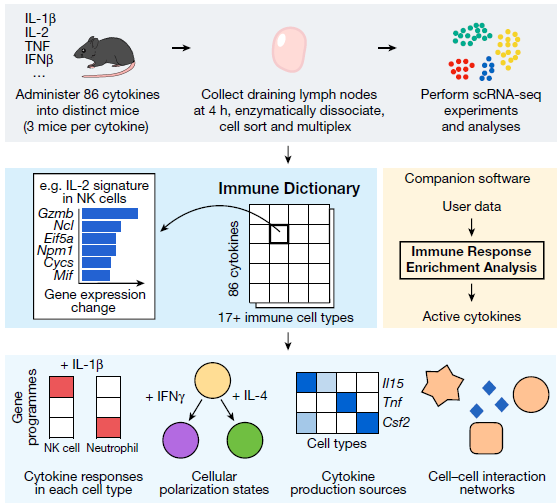 IL-1β
IL-2
TNF
IFNβ
...
Administer 86 cytokines
into distinct mice
(3 mice per cytokine)
Collect draining lymph nodes
at 4 h, enzymatically dissociate,
cell sort and multiplex
Perform scRNA-seq
experiments
and analyses
e.g. IL-2 signature
in NK cells
Gzmb
Ncl
Eif5a
Npm1
Cycs
Mif
Gene expression
change
Immune Dictionary
86 cytokines
17+ immune cell types
Companion software
User data
Immune Response
Enrichment Analysis
Active cytokines
+ IL-1β
Gene
programmes
NK cell
Neutrophil
Cytokine responses
in each cell type
+ IFNγ
+ IL-4
Cellular
polarization states
Il15
Tnf
Csf2
Cell types
Cytokine
production sources
Cell–cell interaction
networks